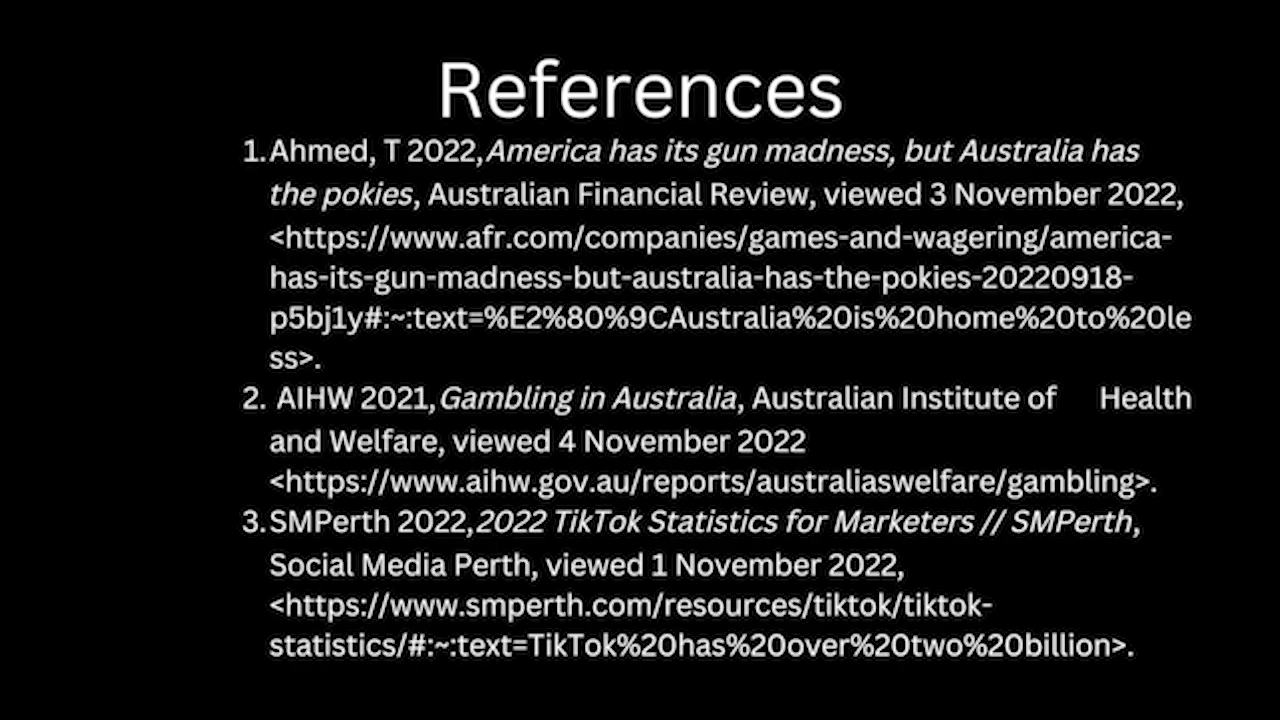 References
1. Ahmed, T 2022, America has its gun madness, but Australia has
the pokies, Australian Financial Review, viewed 3 November 2022,
<https://www.afr.com/companies/games-and-wagering/america-
has-its-gun-madness-but-australia-has-the-pokies-20220918-
p5bj1y#:~:text=%E2%80%9CAustralia%20is%20home%20to%20le
ss>.
2. AIHW 2021, Gambling in Australia, Australian Institute of Health
and Welfare, viewed 4 November 2022
<https://www.aihw.gov.au/reports/australiaswelfare/gambling>.
3. SMPerth 2022, 2022 TikTok Statistics for Marketers // SMPerth,
Social Media Perth, viewed 1 November 2022,
<https://www.smperth.com/resources/tiktok/tiktok-
statistics/#:~:text=TikTok%20has%20over%20two%20billion>.